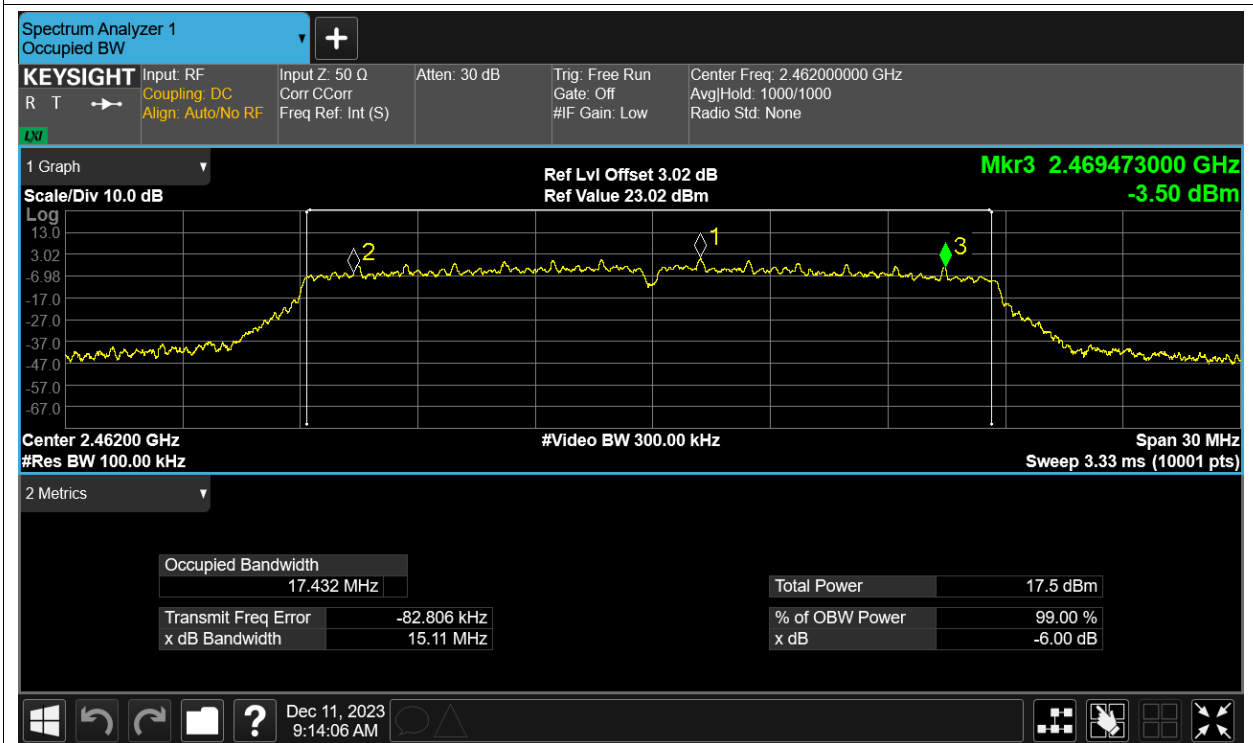 Spectrum Analyzer 1
Occupied BW
KEYSIGHT
R T
LXI
Input: RF
Coupling: DC
Align: Auto/No RF
Input Z: 50 Ω
Corr CCorr
Freq Ref: Int (S)
Atten: 30 dB
Trig: Free Run
Gate: Off
#IF Gain: Low
Center Freq: 2.462000000 GHz
Avg|Hold: 1000/1000
Radio Std: None
1 Graph
Scale/Div 10.0 dB
Ref Lvl Offset 3.02 dB
Ref Value 23.02 dBm
Mkr3 2.469473000 GHz
-3.50 dBm
Log
13.0
3.02
-6.98
-17.0
-27.0
-37.0
-47.0
-57.0
-67.0
2
1
3
Center 2.46200 GHz
#Video BW 300.00 kHz
Span 30 MHz
#Res BW 100.00 kHz
Sweep 3.33 ms (10001 pts)
2 Metrics
Occupied Bandwidth
17.432 MHz
Total Power 17.5 dBm
Transmit Freq Error -82.806 kHz
% of OBW Power 99.00 %
x dB Bandwidth 15.11 MHz
x dB -6.00 dB
?
Dec 11, 2023
9:14:06 AM